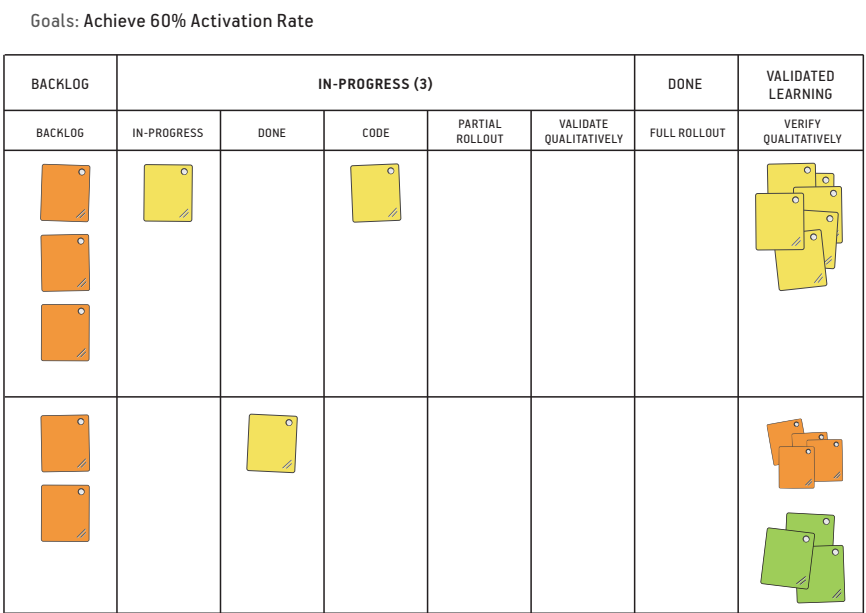 Goals: Achieve 60% Activation Rate
BACKLOG
IN-PROGRESS (3)
DONE
VALIDATED
LEARNING
BACKLOG
IN-PROGRESS
DONE
CODE
PARTIAL
ROLLOUT
VALIDATE
QUALITATIVELY
FULL ROLLOUT
VERIFY
QUALITATIVELY